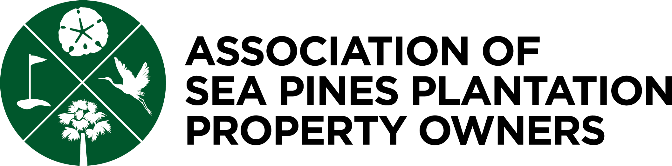 ASSOCIATION OF
SEA PINES PLANTATION
PROPERTY OWNERS